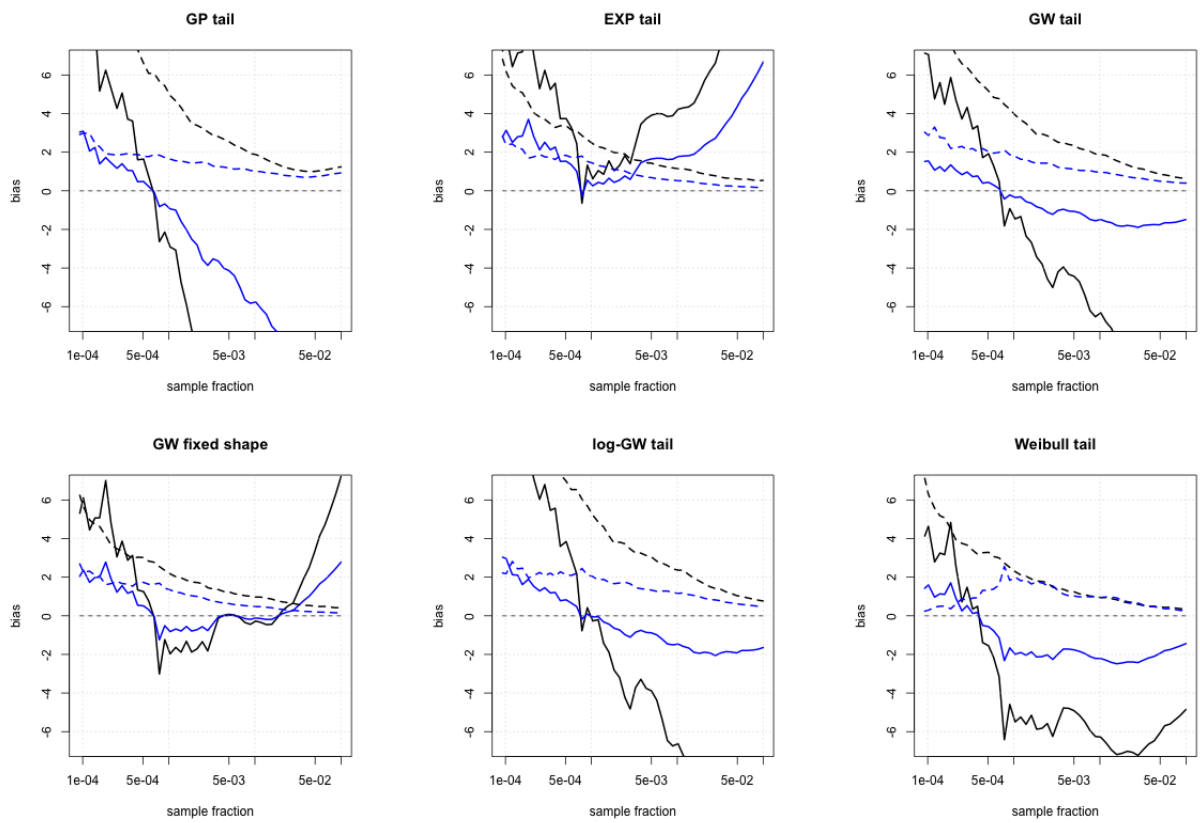 GP tail
EXP tail
GW tail
bias
6
4
2
0
-2
-4
-6
1e-04
5e-04
5e-03
5e-02
sample fraction
bias
6
4
2
0
-2
-4
-6
1e-04
5e-04
5e-03
5e-02
sample fraction
bias
6
4
2
0
-2
-4
-6
1e-04
5e-04
5e-03
5e-02
sample fraction
GW fixed shape
log-GW tail
Weibull tail
bias
6
4
2
0
-2
-4
-6
1e-04
5e-04
5e-03
5e-02
sample fraction
bias
6
4
2
0
-2
-4
-6
1e-04
5e-04
5e-03
5e-02
sample fraction
bias
6
4
2
0
-2
-4
-6
1e-04
5e-04
5e-03
5e-02
sample fraction